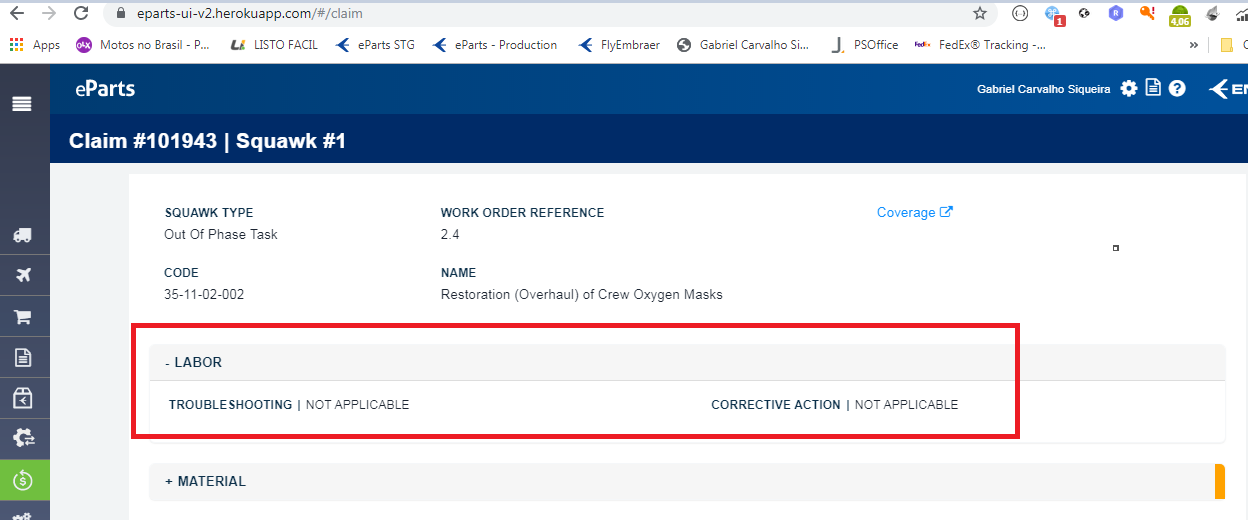 eparts-ui-v2.herokuapp.com/#/claim
1
R
4,06
Apps
olx
Motos no Brasil - P...
LISTO FACIL
eParts STG
eParts - Production
FlyEmbraer
Gabriel Carvalho Si...
PSOffice
FedEx
FedEx® Tracking -...
»
eParts
Gabriel Carvalho Siqueira
EM
Claim #101943 | Squawk #1
SQUAWK TYPE
WORK ORDER REFERENCE
Coverage
Out Of Phase Task
2.4
CODE
NAME
35-11-02-002
Restoration (Overhaul) of Crew Oxygen Masks
- LABOR
TROUBLESHOOTING | NOT APPLICABLE
CORRECTIVE ACTION | NOT APPLICABLE
+ MATERIAL